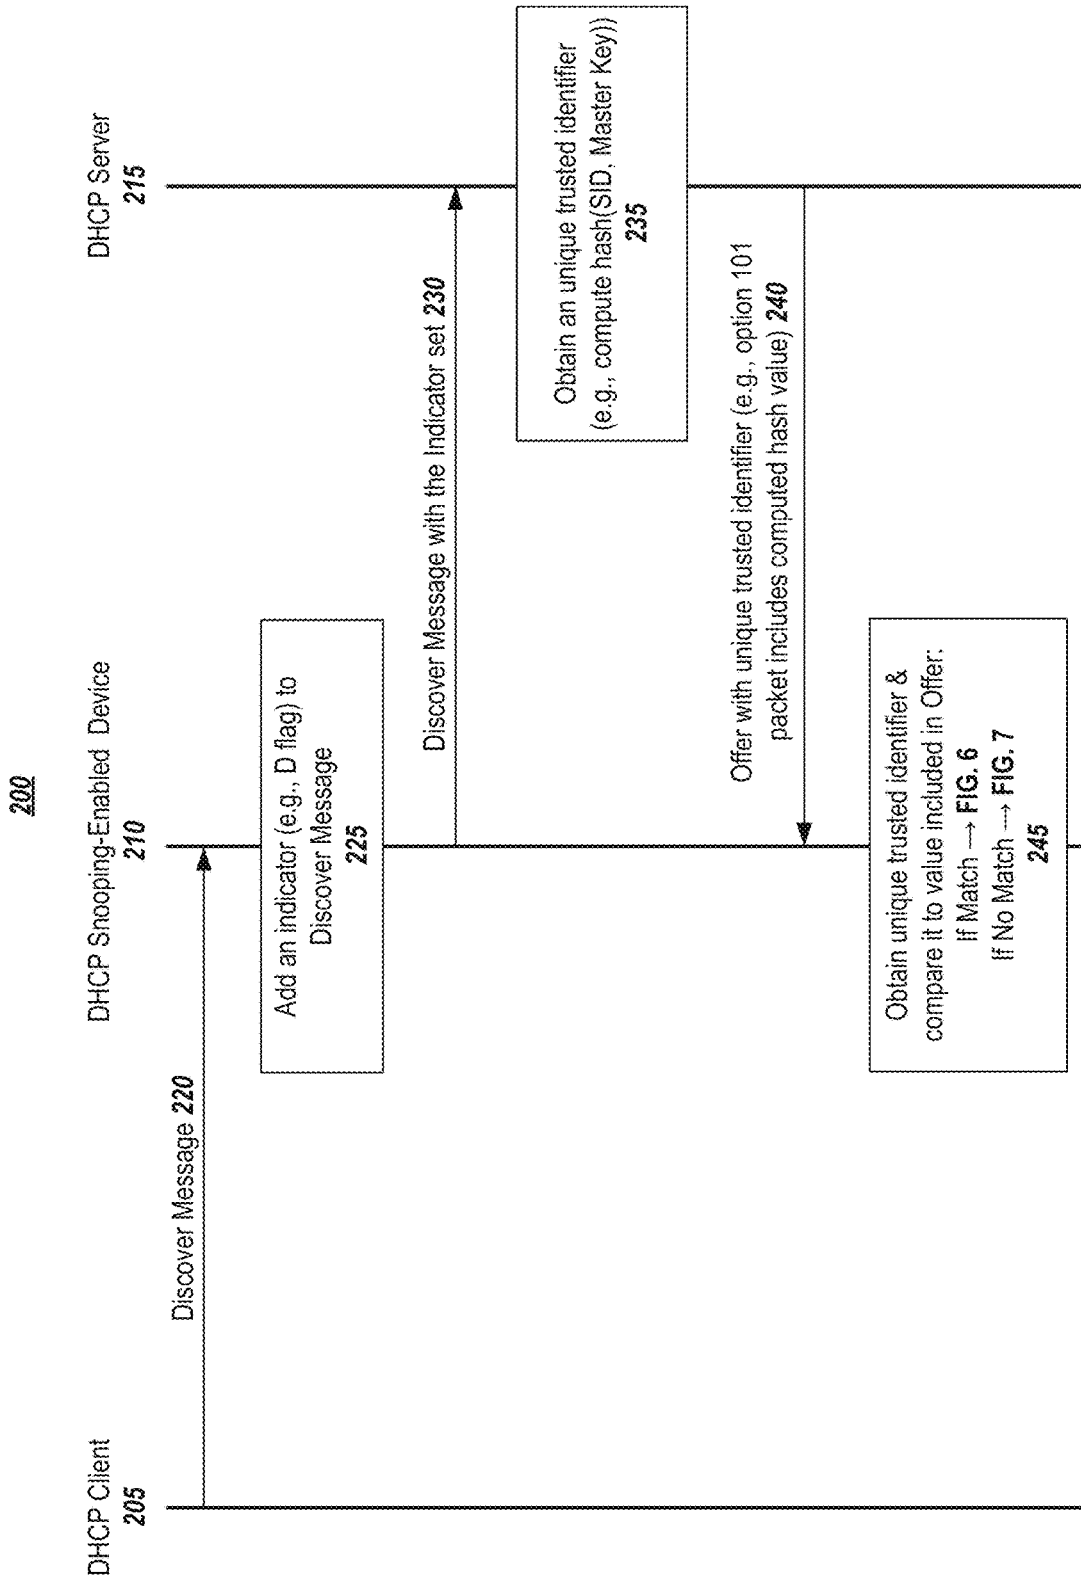 200
DHCP Client
205
DHCP Snooping-Enabled Device
210
DHCP Server
215
Discover Message 220
Add an indicator (e.g., D flag) to
Discover Message
225
Discover Message with the Indicator set 230
Obtain an unique trusted identifier
(e.g., compute hash(SID, Master Key))
235
Offer with unique trusted identifier (e.g., option 101
packet includes computed hash value) 240
Obtain unique trusted identifier &
compare it to value included in Offer:
If Match → FIG. 6
If No Match → FIG. 7
245